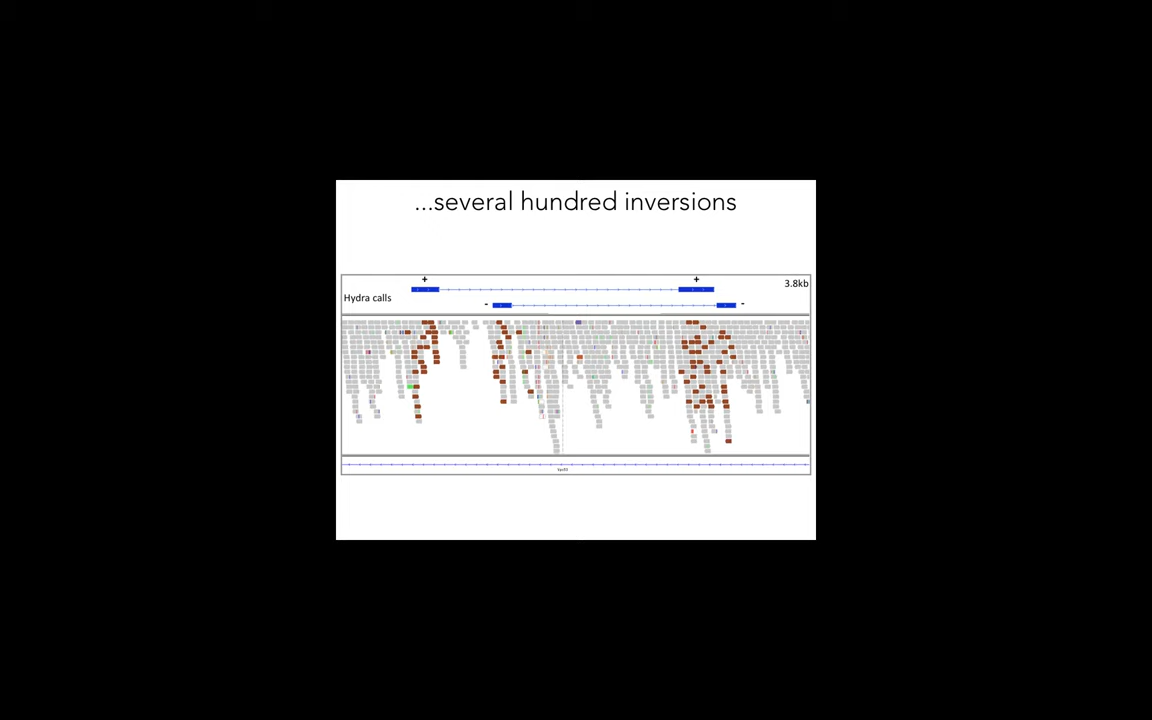 ...several hundred inversions
+ +
3.8kb
Hydra calls
- -